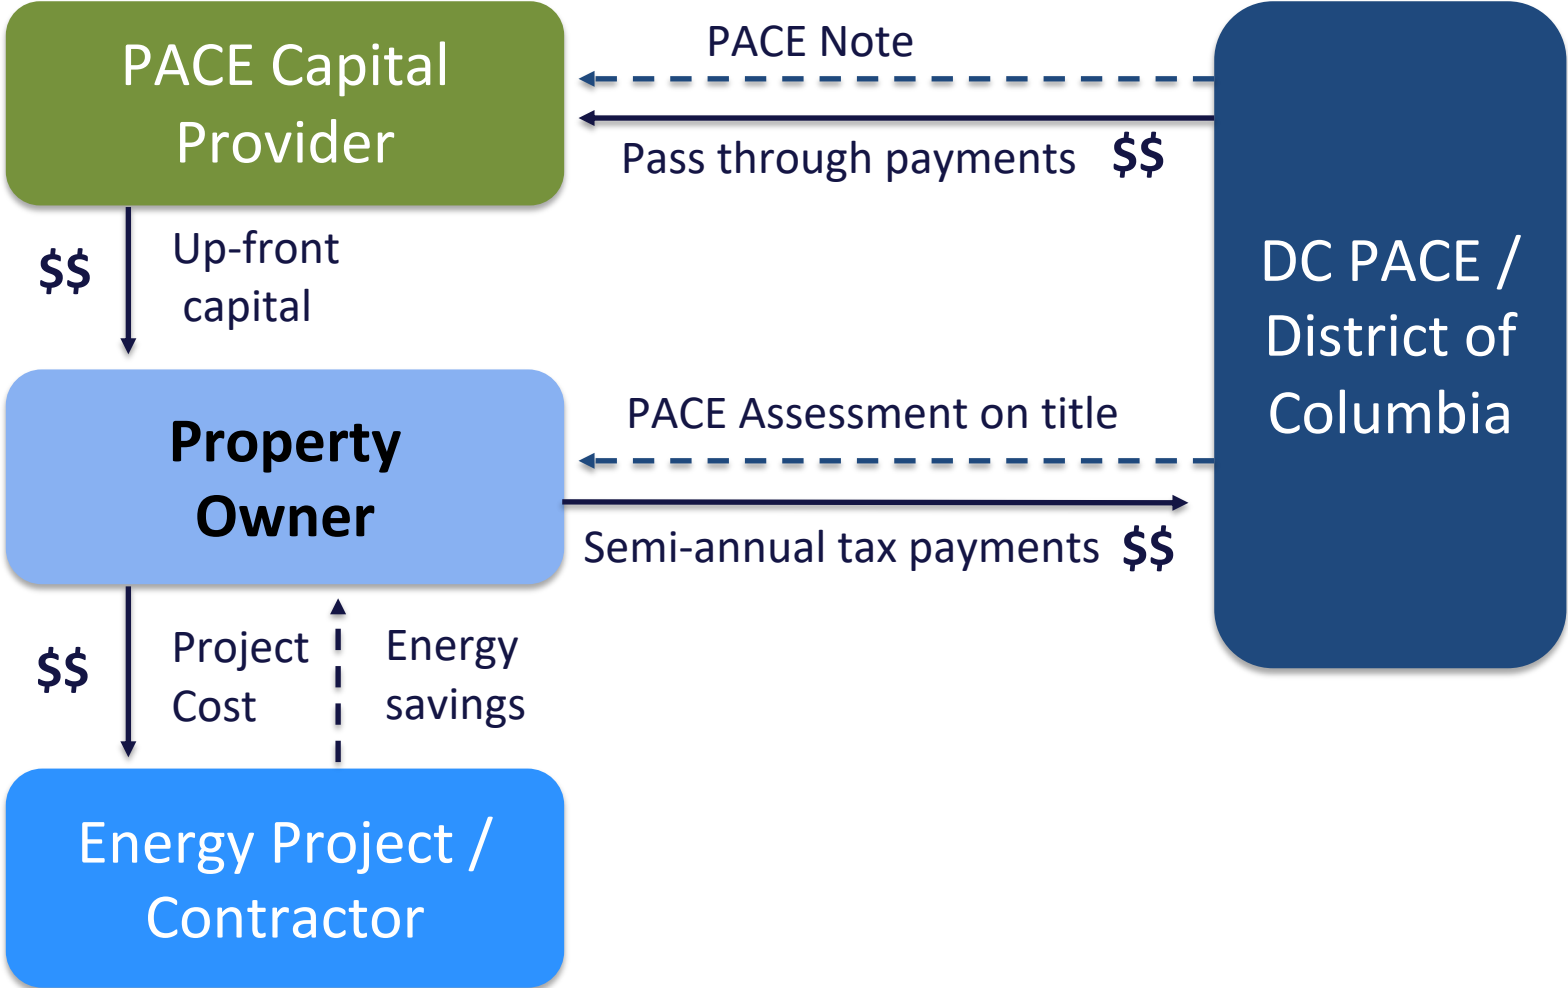 PACE Capital
Provider
PACE Note
Pass through payments $$
$$
Up-front
capital
DC PACE /
District of
Columbia
Property
Owner
PACE Assessment on title
Semi-annual tax payments $$
$$
Project
Cost
Energy
savings
Energy Project /
Contractor